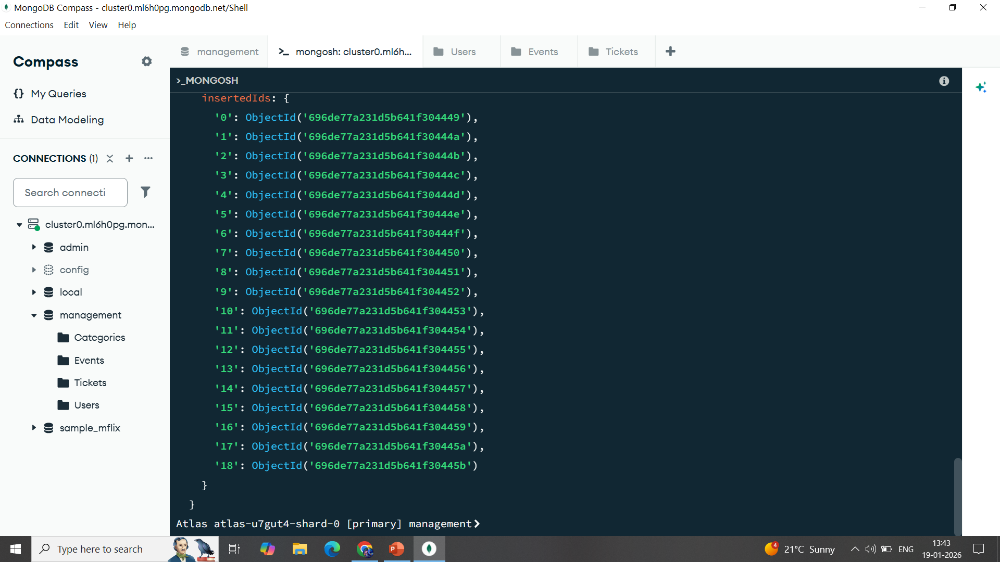 MongoDB Compass - cluster0.ml6h0pg.mongodb.net/Shell
Connections Edit View Help
Compass
My Queries
Data Modeling
CONNECTIONS (1)
Search connecti
cluster0.ml6h0pg.mon...
admin
config
local
management
Categories
Events
Tickets
Users
sample_mflix
management
>_ mongosh: cluster0.ml6h...
Users
Events
Tickets
>_MONGOSH
insertedIds: {
'0': ObjectId('696de77a231d5b641f304449'),
'1': ObjectId('696de77a231d5b641f30444a'),
'2': ObjectId('696de77a231d5b641f30444b'),
'3': ObjectId('696de77a231d5b641f30444c'),
'4': ObjectId('696de77a231d5b641f30444d'),
'5': ObjectId('696de77a231d5b641f30444e'),
'6': ObjectId('696de77a231d5b641f30444f'),
'7': ObjectId('696de77a231d5b641f304450'),
'8': ObjectId('696de77a231d5b641f304451'),
'9': ObjectId('696de77a231d5b641f304452'),
'10': ObjectId('696de77a231d5b641f304453'),
'11': ObjectId('696de77a231d5b641f304454'),
'12': ObjectId('696de77a231d5b641f304455'),
'13': ObjectId('696de77a231d5b641f304456'),
'14': ObjectId('696de77a231d5b641f304457'),
'15': ObjectId('696de77a231d5b641f304458'),
'16': ObjectId('696de77a231d5b641f304459'),
'17': ObjectId('696de77a231d5b641f30445a'),
'18': ObjectId('696de77a231d5b641f30445b')
}
}
Atlas atlas-u7gut4-shard-0 [primary] management>
Type here to search
4
21°C Sunny
ENG
13:43
19-01-2026